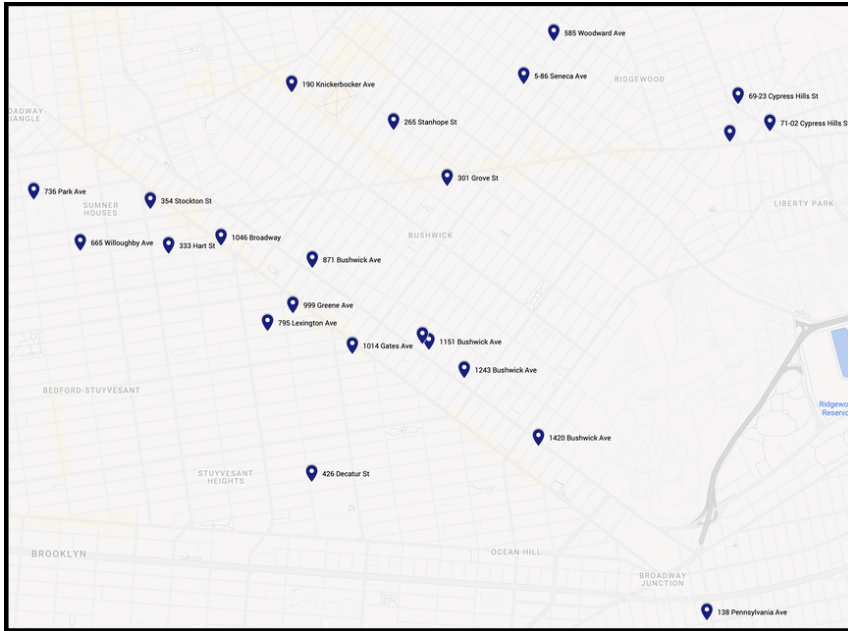 585 Woodward Ave
5-86 Seneca Ave
RIDGEWOOD
190 Knickerbocker Ave
69-23 Cypress Hills St
OADWAY
IANGLE
265 Stanhope St
71-02 Cypress Hills S
301 Grove St
736 Park Ave
354 Stockton St
SUMNER
HOUSES
LIBERTY PARK
1046 Broadway
BUSHWICK
665 Willoughby Ave
333 Hart St
871 Bushwick Ave
999 Greene Ave
795 Lexington Ave
1014 Gates Ave
1151 Bushwick Ave
1243 Bushwick Ave
BEDFORD-STUYVESANT
Ridgewo
Reservo
1420 Bushwick Ave
STUYVESANT
HEIGHTS
426 Decatur St
BROOKLYN
OCEAN HILL
BROADWAY
JUNCTION
138 Pennsylvania Ave